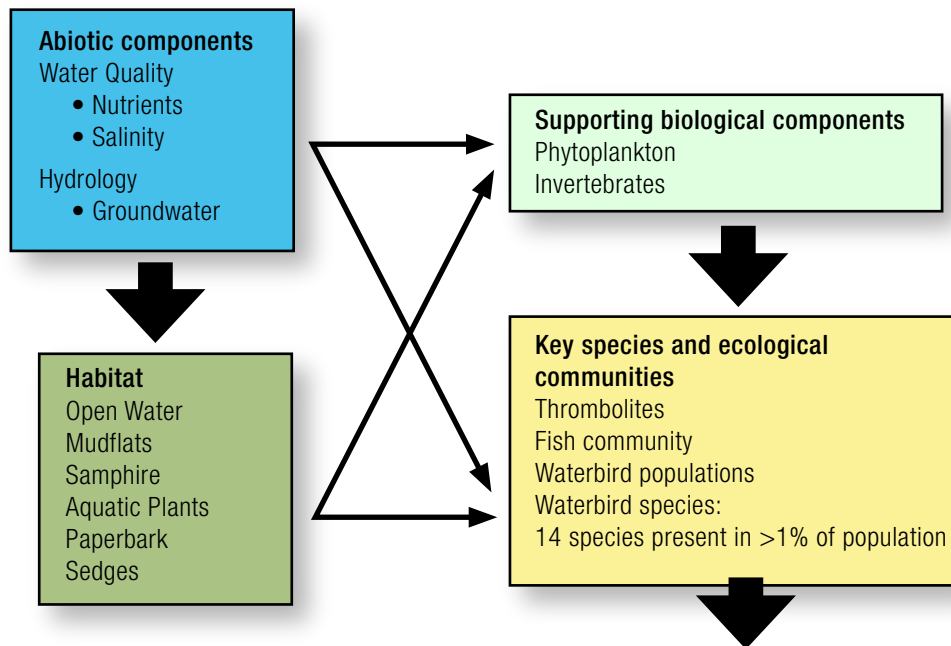 Abiotic components
Water Quality
• Nutrients
• Salinity
Hydrology
• Groundwater
Habitat
Open Water
Mudflats
Samphire
Aquatic Plants
Paperbark
Sedges
Supporting biological components
Phytoplankton
Invertebrates
Key species and ecological
communities
Thrombolites
Fish community
Waterbird populations
Waterbird species:
14 species present in >1% of population